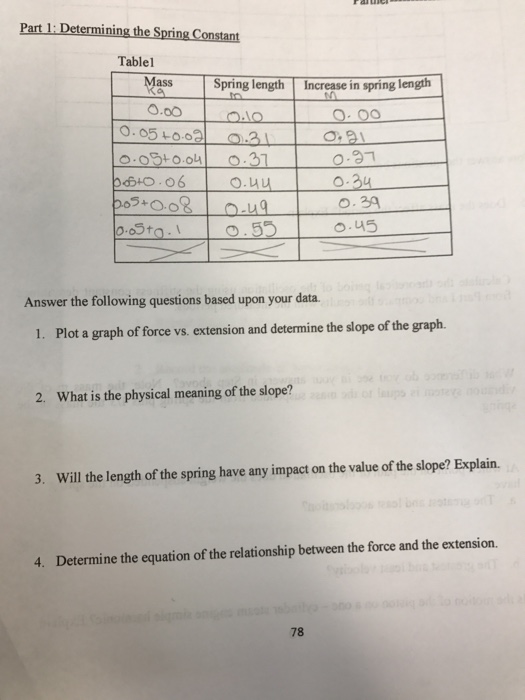 Part 1: Determining the Spring Constant
Table1
Mass Spring length Increase in spring length
Kg m M
0.00 0.10 0.00
0.05+0.02 0.31 0.21
0.05+0.04 0.37 0.27
0.05+0.06 0.44 0.34
0.05+0.08 0.49 0.39
0.05+0.1 0.55 0.45
Answer the following questions based upon your data.
1. Plot a graph of force vs. extension and determine the slope of the graph.
2. What is the physical meaning of the slope?
3. Will the length of the spring have any impact on the value of the slope? Explain.
4. Determine the equation of the relationship between the force and the extension.
78